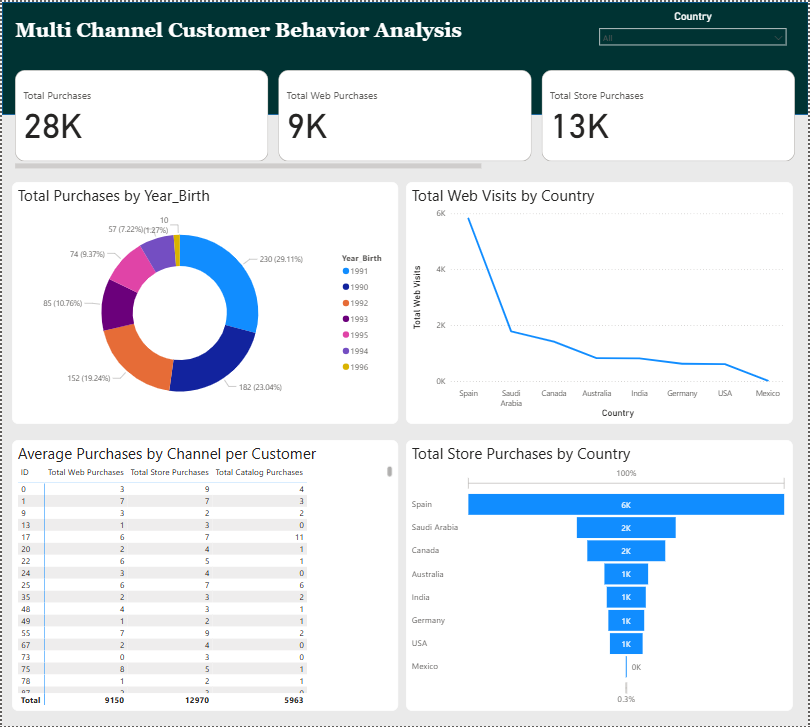 Multi Channel Customer Behavior Analysis
Country
All
Total Purchases
28K
Total Web Purchases
9K
Total Store Purchases
13K
Total Purchases by Year_Birth
10
57 (7.22%) (1.27%)
74 (9.37%)
85 (10.76%)
152 (19.24%)
182 (23.04%)
230 (29.11%)
Year_Birth
1991
1990
1992
1993
1995
1994
1996
Total Web Visits by Country
Total Web Visits
6K
4K
2K
0K
Spain
Saudi
Arabia
Canada
Australia
India
Germany
USA
Mexico
Country
Average Purchases by Channel per Customer
ID Total Web Purchases Total Store Purchases Total Catalog Purchases
0 3 9 4
1 7 7 3
9 3 2 2
13 1 3 0
17 6 7 11
20 2 4 1
22 6 5 1
24 3 4 0
25 6 7 6
35 2 3 2
48 4 3 1
49 1 2 1
55 7 9 2
67 2 4 0
73 0 3 0
75 8 5 1
78 1 2 1
Total 9150 12970 5963
Total Store Purchases by Country
100%
Spain 6K
Saudi Arabia 2K
Canada 2K
Australia 1K
India 1K
Germany 1K
USA 1K
Mexico 0K
0.3%